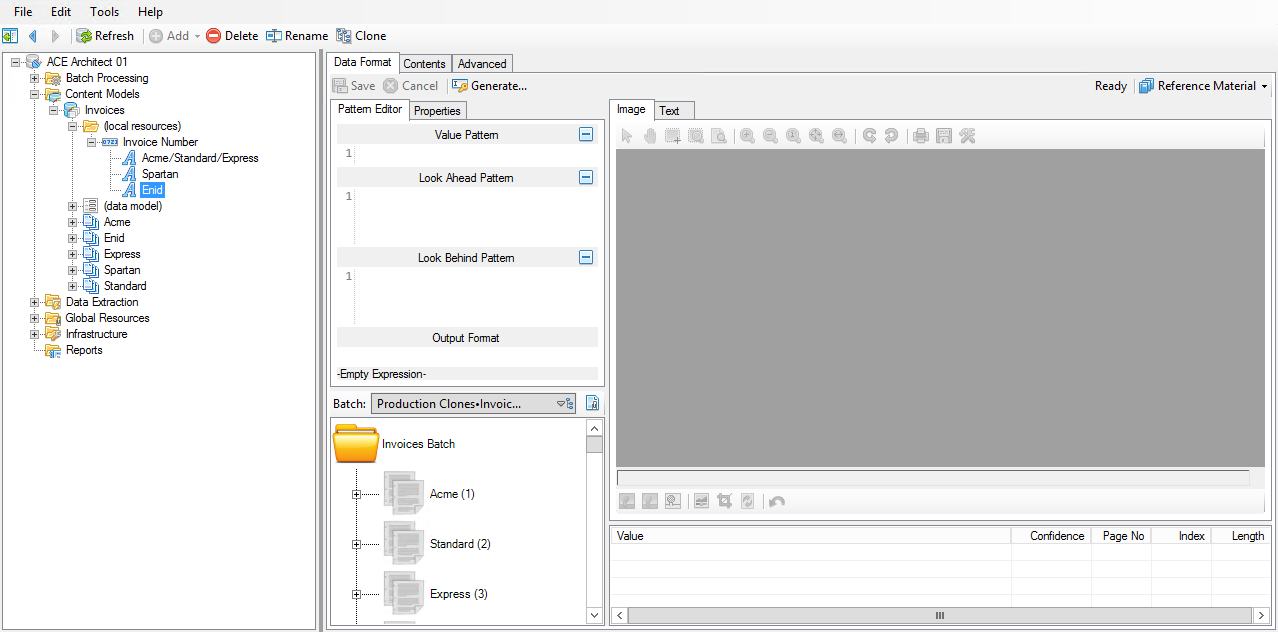 File Edit Tools Help
Refresh Add Delete Rename Clone
ACE Architect 01
Batch Processing
Content Models
Invoices
(local resources)
Invoice Number
Acme/Standard/Express
Spartan
Enid
(data model)
Acme
Enid
Express
Spartan
Standard
Data Extraction
Global Resources
Infrastructure
Reports
Data Format Contents Advanced
Save Cancel Generate... Ready Reference Material
Pattern Editor Properties
Value Pattern
1
Look Ahead Pattern
1
Look Behind Pattern
1
Output Format
-Empty Expression-
Batch: Production Clones•Invoic...
Invoices Batch
Acme (1)
Standard (2)
Express (3)
Image Text
Value Confidence Page No Index Length